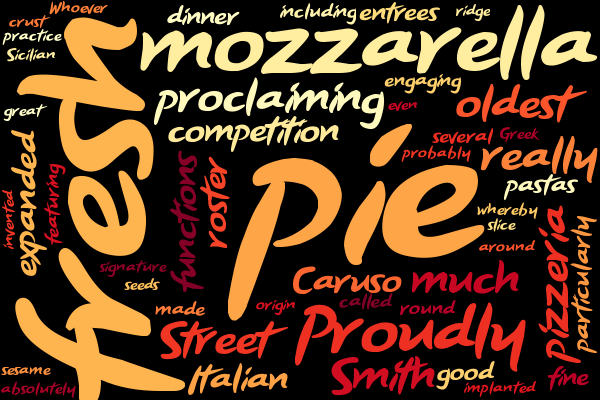 Whoever
crust
practice
Sicilian
great
fresh
dinner
including
entrees
ridge
mozzarella
engaging
proclaiming
even
oldest
competition
several
Greek
probably
really
pastas
expanded
invented
featuring
functions
roster
pie
whereby
slice
around
signature
seeds
Caruso
much
called
round
origin
made
Street
Proudly
pizzeria
particularly
sesame
absolutely
Italian
Smith
good
implanted
fine